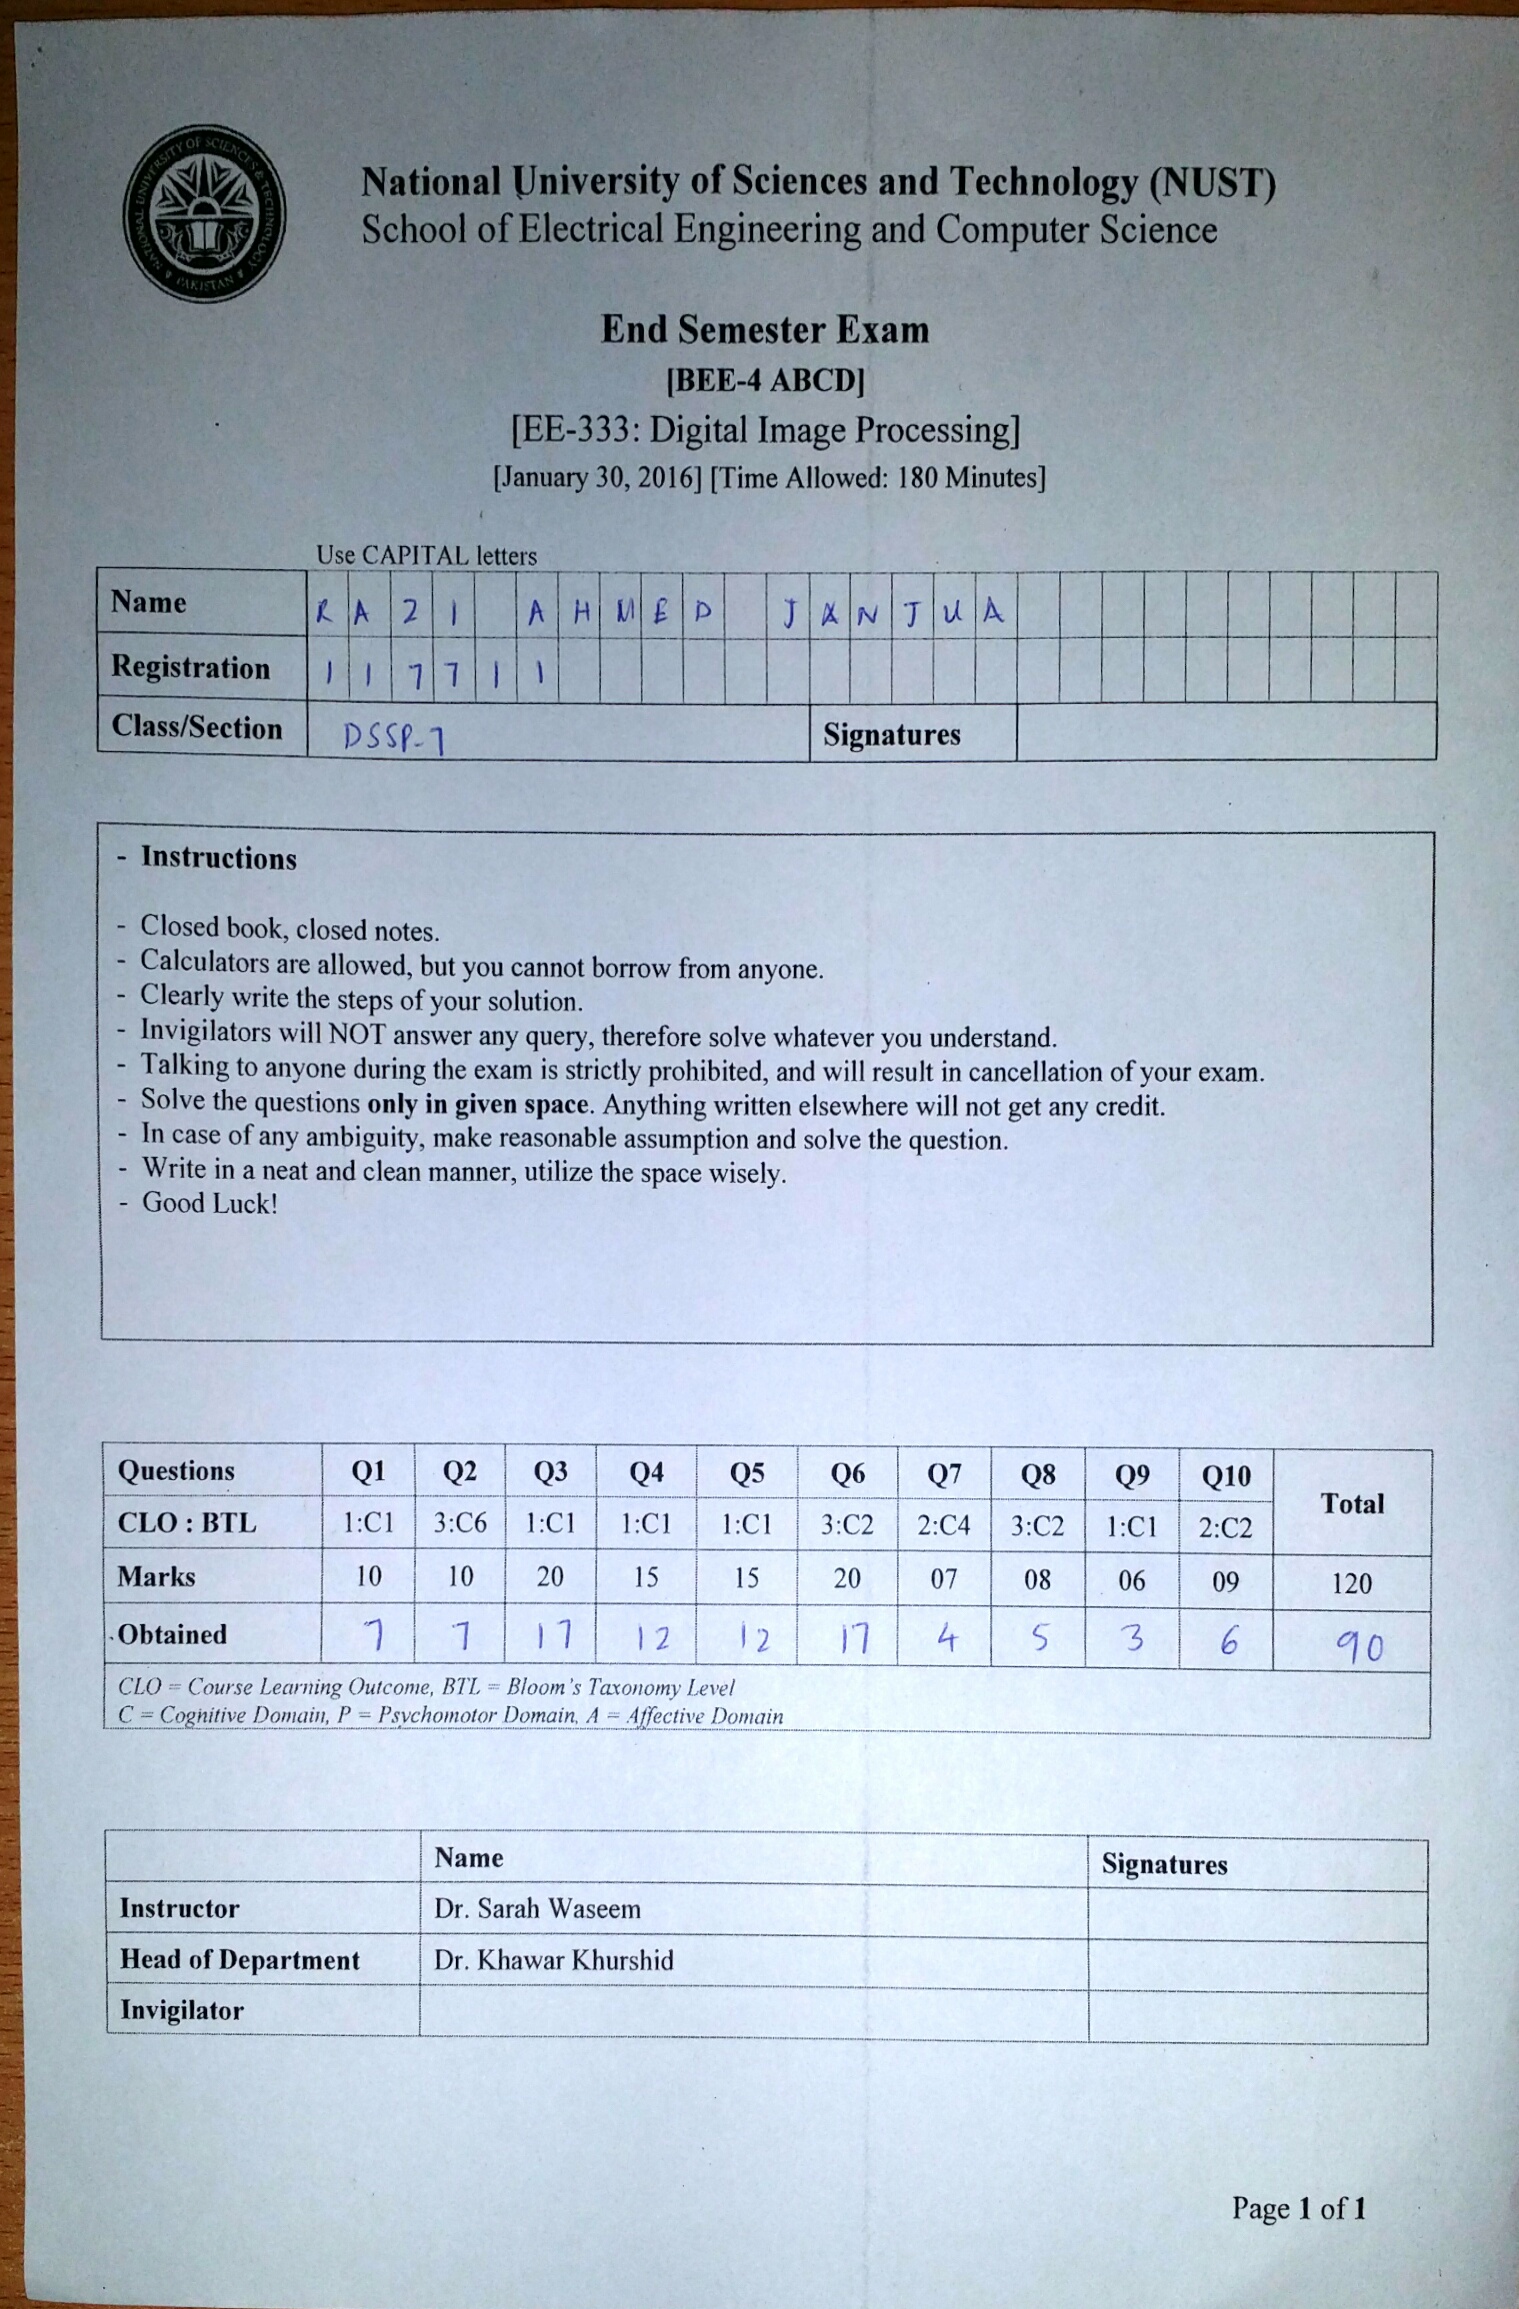 NATIONAL UNIVERSITY OF SCIENCES & TECHNOLOGY
PAKISTAN
National University of Sciences and Technology (NUST)
School of Electrical Engineering and Computer Science
End Semester Exam
[BEE-4 ABCD]
[EE-333: Digital Image Processing]
[January 30, 2016] [Time Allowed: 180 Minutes]
Use CAPITAL letters
Name RAZI AHMED JANJUA
Registration 117711
Class/Section DSSP-7 Signatures
- Instructions
- Closed book, closed notes.
- Calculators are allowed, but you cannot borrow from anyone.
- Clearly write the steps of your solution.
- Invigilators will NOT answer any query, therefore solve whatever you understand.
- Talking to anyone during the exam is strictly prohibited, and will result in cancellation of your exam.
- Solve the questions only in given space. Anything written elsewhere will not get any credit.
- In case of any ambiguity, make reasonable assumption and solve the question.
- Write in a neat and clean manner, utilize the space wisely.
- Good Luck!
Questions Q1 Q2 Q3 Q4 Q5 Q6 Q7 Q8 Q9 Q10 Total
CLO : BTL 1:C1 3:C6 1:C1 1:C1 1:C1 3:C2 2:C4 3:C2 1:C1 2:C2
Marks 10 10 20 15 15 20 07 08 06 09 120
Obtained 7 7 17 12 12 17 4 5 3 6 90
CLO = Course Learning Outcome, BTL = Bloom's Taxonomy Level
C = Cognitive Domain, P = Psychomotor Domain, A = Affective Domain
Name Signatures
Instructor Dr. Sarah Waseem
Head of Department Dr. Khawar Khurshid
Invigilator
Page 1 of 1